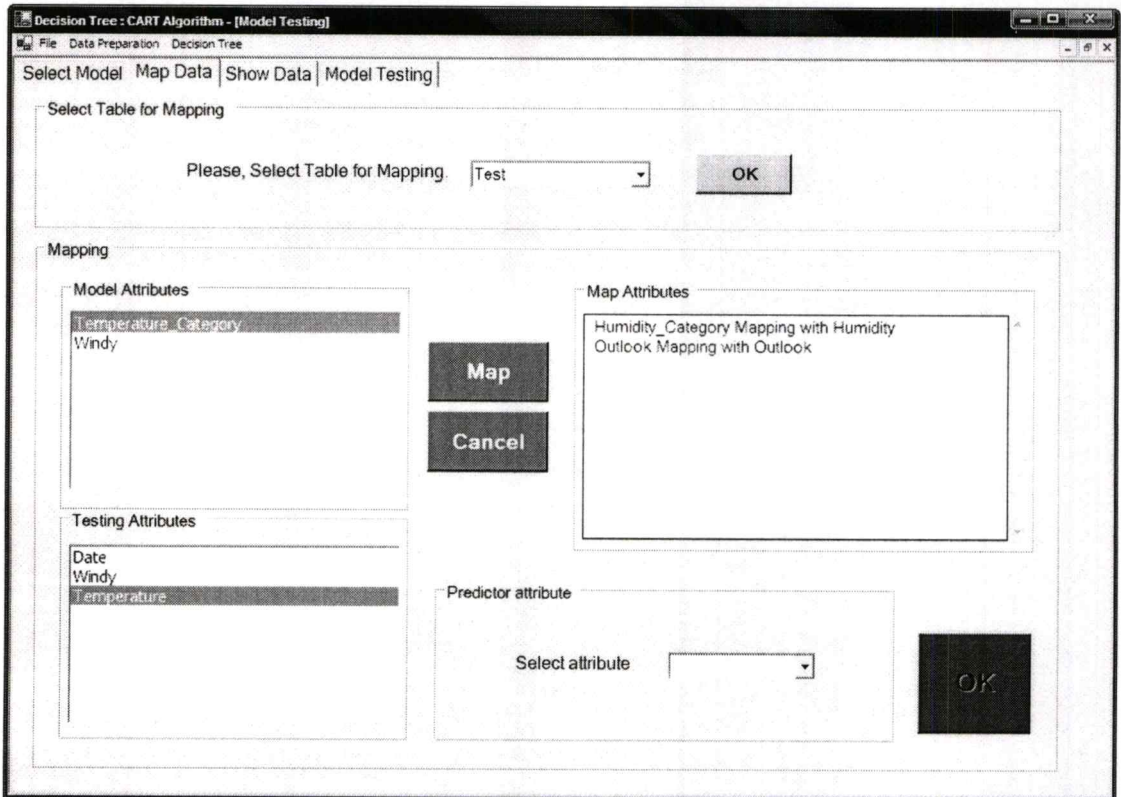 Decision Tree : CART Algorithm - [Model Testing]
File Data Preparation Decision Tree
Select Model Map Data Show Data Model Testing
Select Table for Mapping
Please, Select Table for Mapping. Test OK
Mapping
Model Attributes
Temperature_Category
Windy
Map
Cancel
Map Attributes
Humidity_Category Mapping with Humidity
Outlook Mapping with Outlook
Testing Attributes
Date
Windy
Temperature
Predictor attribute
Select attribute
OK